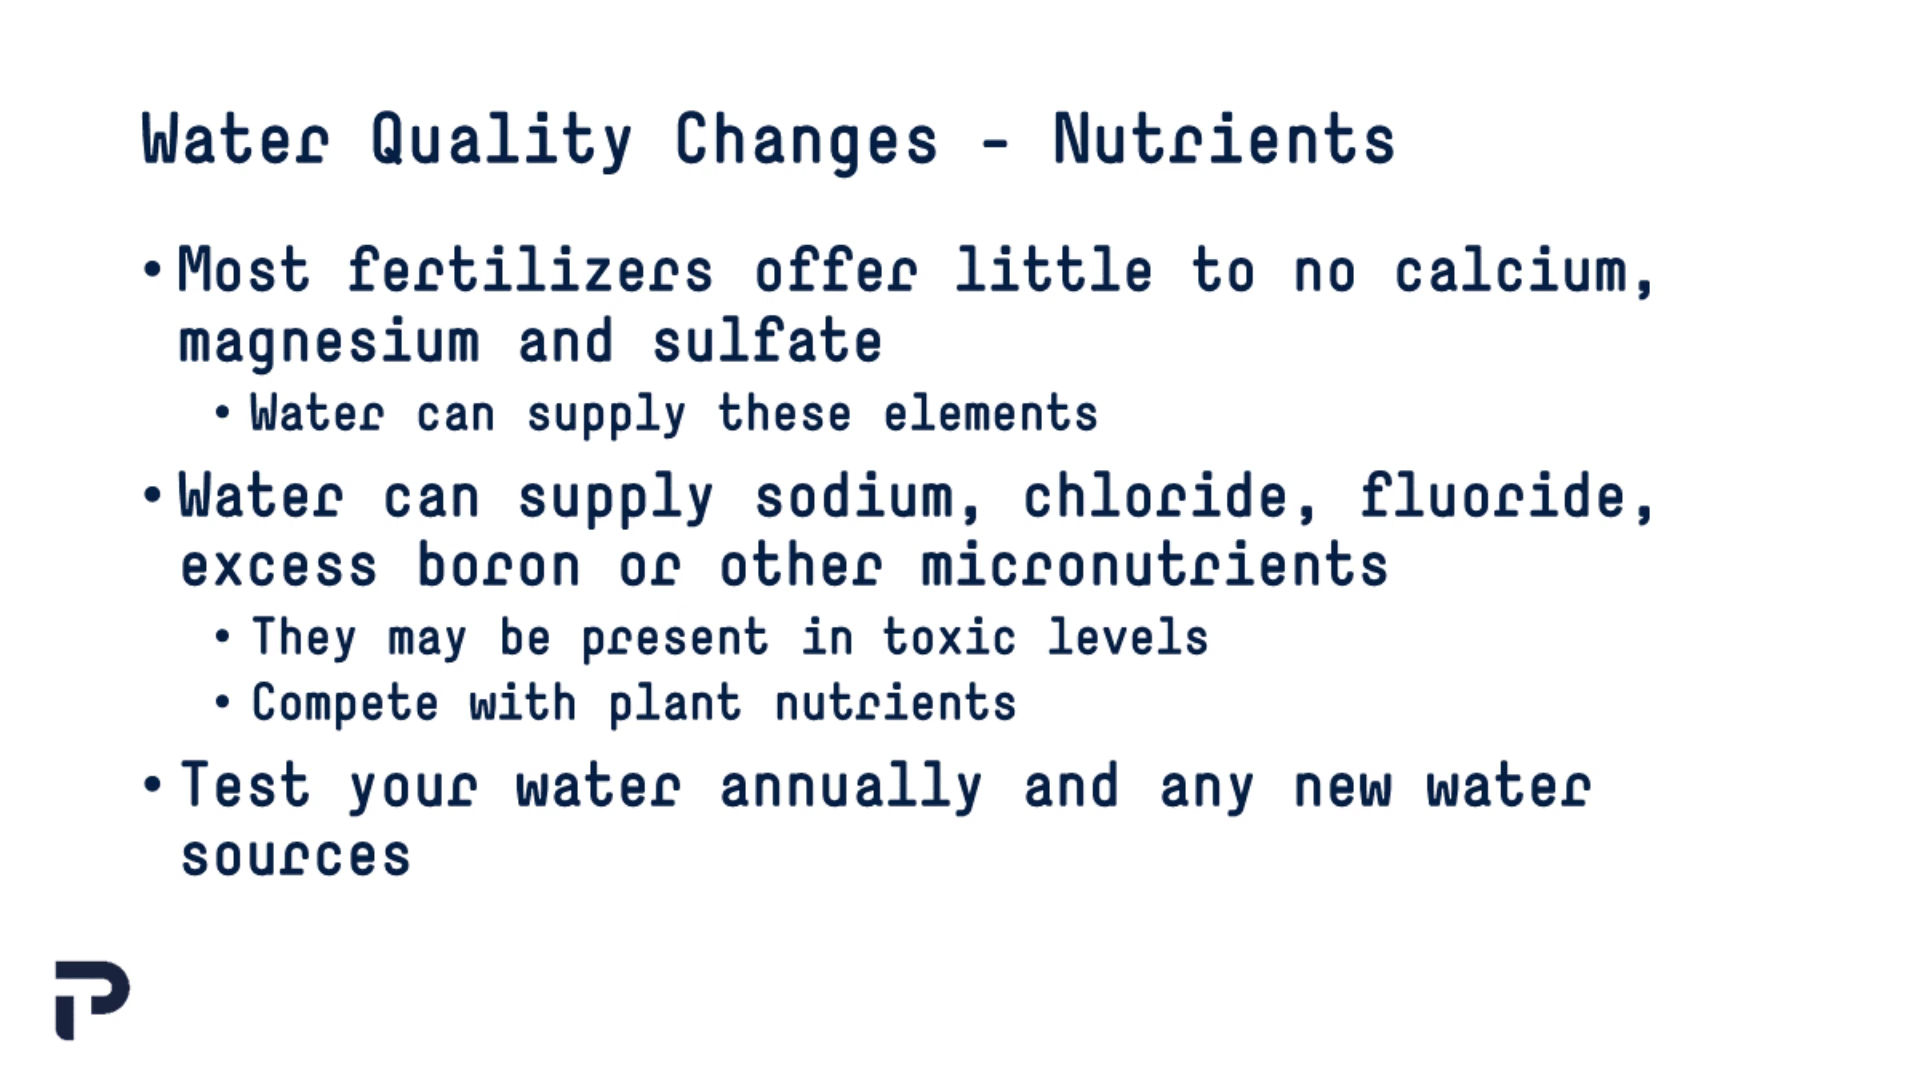 Water Quality Changes - Nutrients
• Most fertilizers offer little to no calcium,
magnesium and sulfate
• Water can supply these elements
• Water can supply sodium, chloride, fluoride,
excess boron or other micronutrients
• They may be present in toxic levels
• Compete with plant nutrients
• Test your water annually and any new water
sources
P